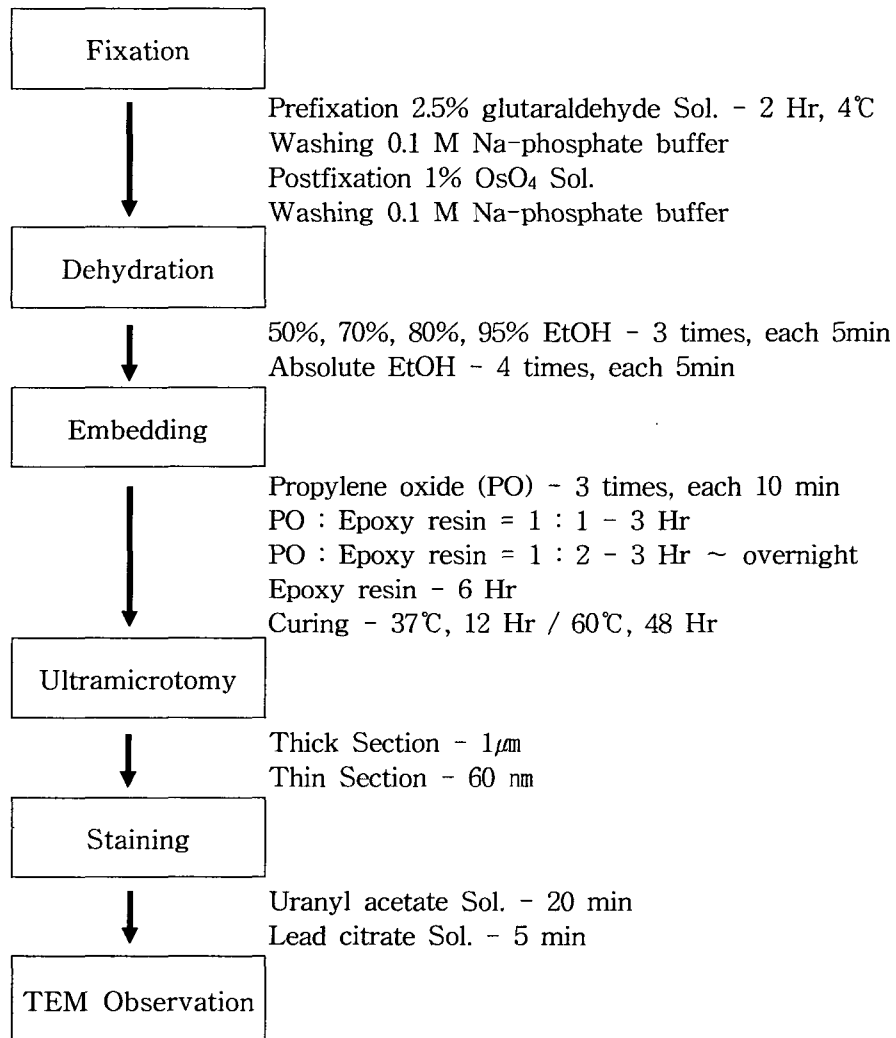 Fixation
Prefixation 2.5% glutaraldehyde Sol. - 2 Hr, 4℃
Washing 0.1 M Na-phosphate buffer
Postfixation 1% OsO₄ Sol.
Washing 0.1 M Na-phosphate buffer
Dehydration
50%, 70%, 80%, 95% EtOH - 3 times, each 5min
Absolute EtOH - 4 times, each 5min
Embedding
Propylene oxide (PO) - 3 times, each 10 min
PO : Epoxy resin = 1 : 1 - 3 Hr
PO : Epoxy resin = 1 : 2 - 3 Hr ~ overnight
Epoxy resin - 6 Hr
Curing - 37℃, 12 Hr / 60℃, 48 Hr
Ultramicrotomy
Thick Section - 1㎛
Thin Section - 60 ㎚
Staining
Uranyl acetate Sol. - 20 min
Lead citrate Sol. - 5 min
TEM Observation